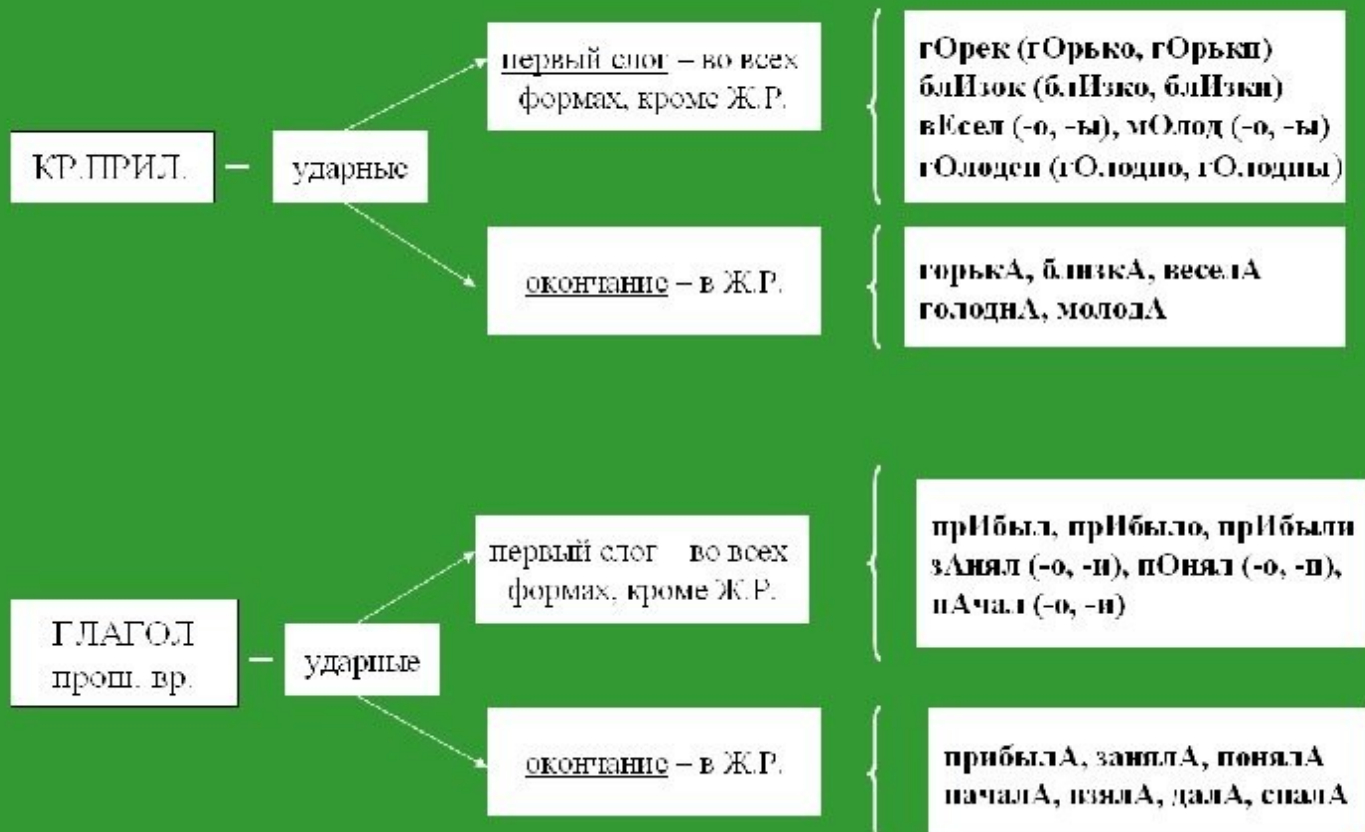 КР.ПРИЛ.
ударные
первый слог – во всех
формах, кроме Ж.Р.
гОрек (гОрько, гОрьки)
блИзок (блИзко, блИзки)
вЕсел (-о, -ы), мОлод (-о, -ы)
гОлоден (гОлодно, гОлодны)
окончание – в Ж.Р.
горькА, близкА, веселА
голоднА, молодА
ГЛАГОЛ
прош. вр.
ударные
первый слог – во всех
формах, кроме Ж.Р.
прИбыл, прИбыло, прИбыли
зАнял (-о, -и), пОнял (-о, -и),
нАчал (-о, -и)
окончание – в Ж.Р.
прибылА, занялА, понялА
началА, взялА, далА, спалА